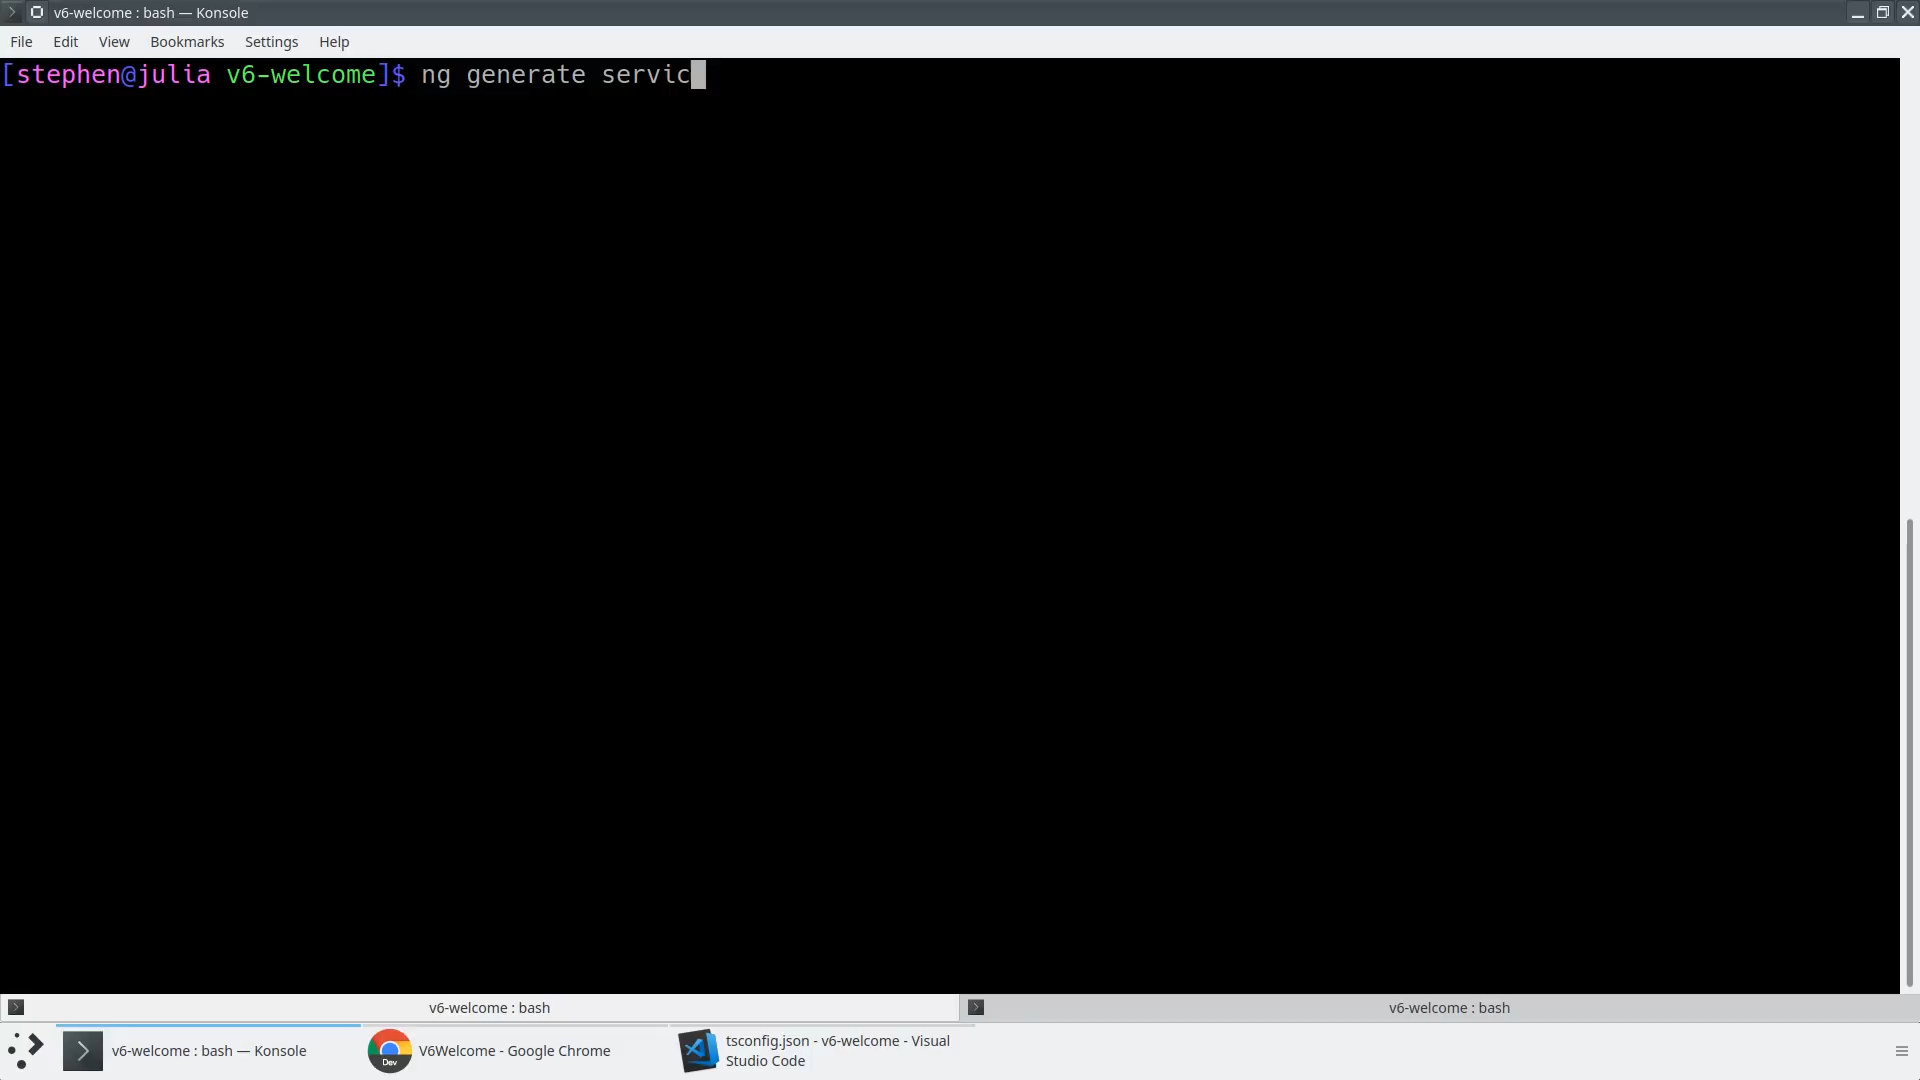 v6-welcome : bash — Konsole
File Edit View Bookmarks Settings Help
[stephen@julia v6-welcome]$ ng generate servic
v6-welcome : bash
v6-welcome : bash
v6-welcome : bash — Konsole
Dev
V6Welcome - Google Chrome
tsconfig.json - v6-welcome - Visual
Studio Code